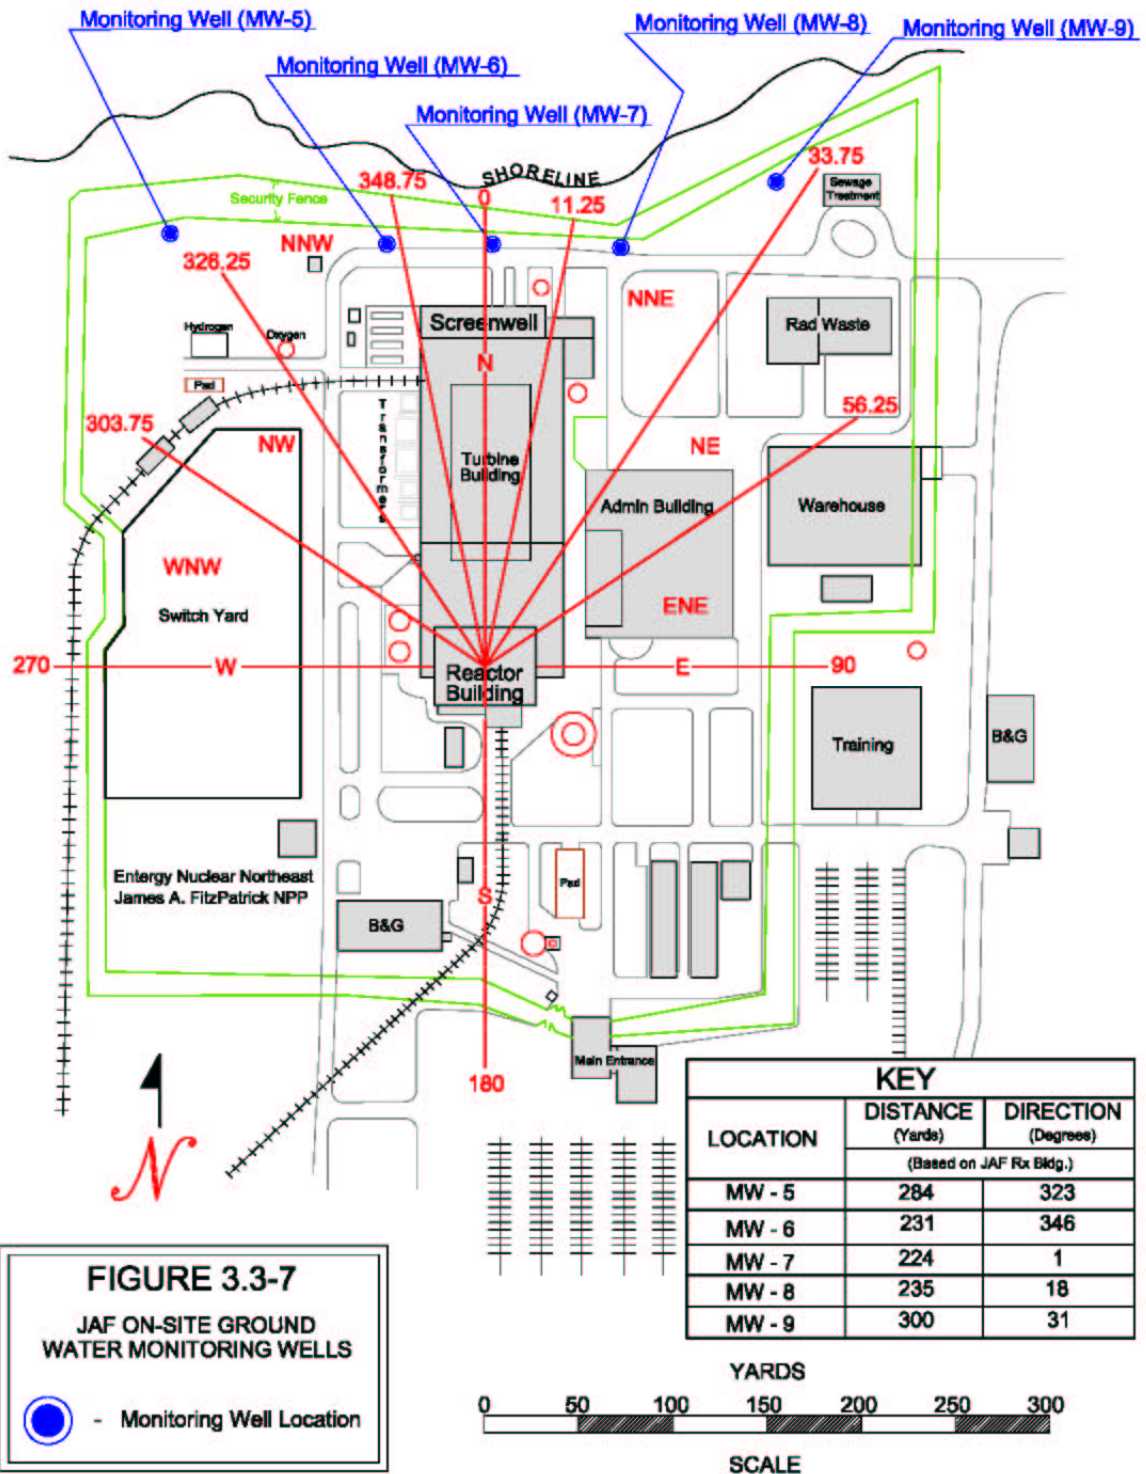 Monitoring Well (MW-5)
Monitoring Well (MW-8)
Monitoring Well (MW-9)
Monitoring Well (MW-6)
Monitoring Well (MW-7)
SHORELINE
33.75
348.75
0
11.25
Sewage
Treatment
Security Fence
NNW
326.25
NNE
Screenwell
Rad Waste
Hydrogen
Oxygen
N
Pad
303.75
56.25
NW
Transformers
NE
Turbine
Building
Admin Building
Warehouse
WNW
ENE
Switch Yard
270
W
E
90
Reactor
Building
Training
B&G
Entergy Nuclear Northeast
James A. FitzPatrick NPP
Pad
S
B&G
Main Entrance
180
N
KEY
LOCATION
DISTANCE
(Yards)
DIRECTION
(Degrees)
(Based on JAF Rx Bldg.)
MW - 5 284 323
MW - 6 231 346
MW - 7 224 1
MW - 8 235 18
MW - 9 300 31
FIGURE 3.3-7
JAF ON-SITE GROUND
WATER MONITORING WELLS
- Monitoring Well Location
YARDS
0 50 100 150 200 250 300
SCALE